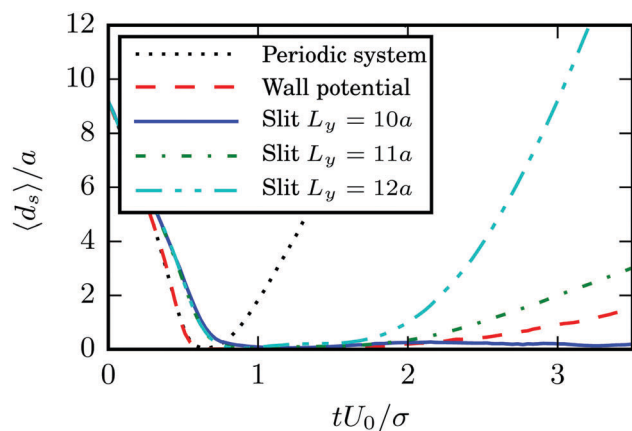 12
10
8
6
4
2
0
⟨d_s⟩/a
Periodic system
Wall potential
Slit L_y = 10a
Slit L_y = 11a
Slit L_y = 12a
0 1 2 3
tU_0/σ